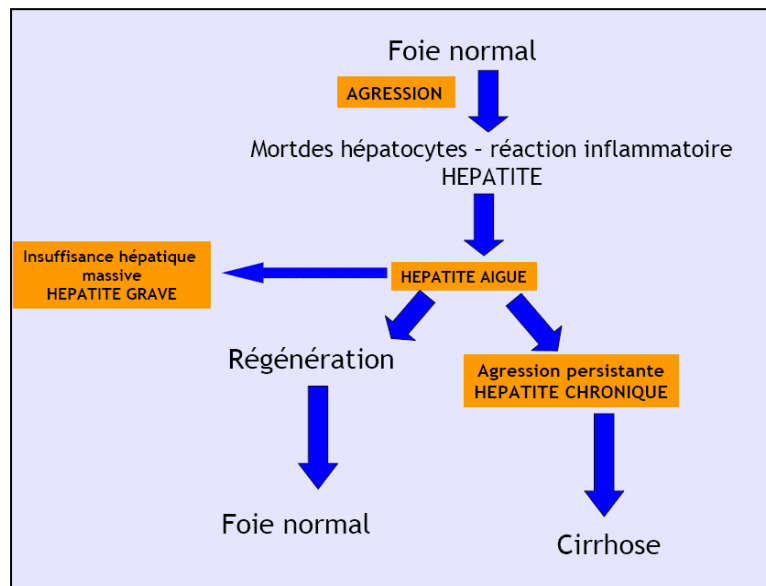 Foie normal
AGRESSION
Mortdes hépatocytes - réaction inflammatoire
HEPATITE
Insuffisance hépatique
massive
HEPATITE GRAVE
HEPATITE AIGUE
Régénération
Agression persistante
HEPATITE CHRONIQUE
Foie normal
Cirrhose